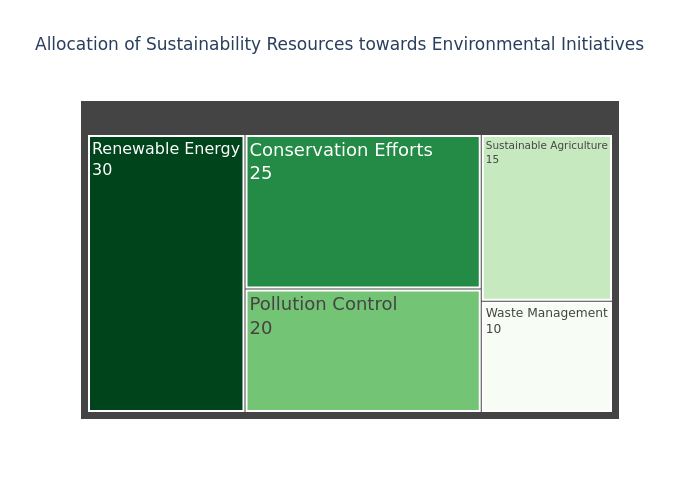 Allocation of Sustainability Resources towards Environmental Initiatives
Renewable Energy
30
Conservation Efforts
25
Pollution Control
20
Sustainable Agriculture
15
Waste Management
10